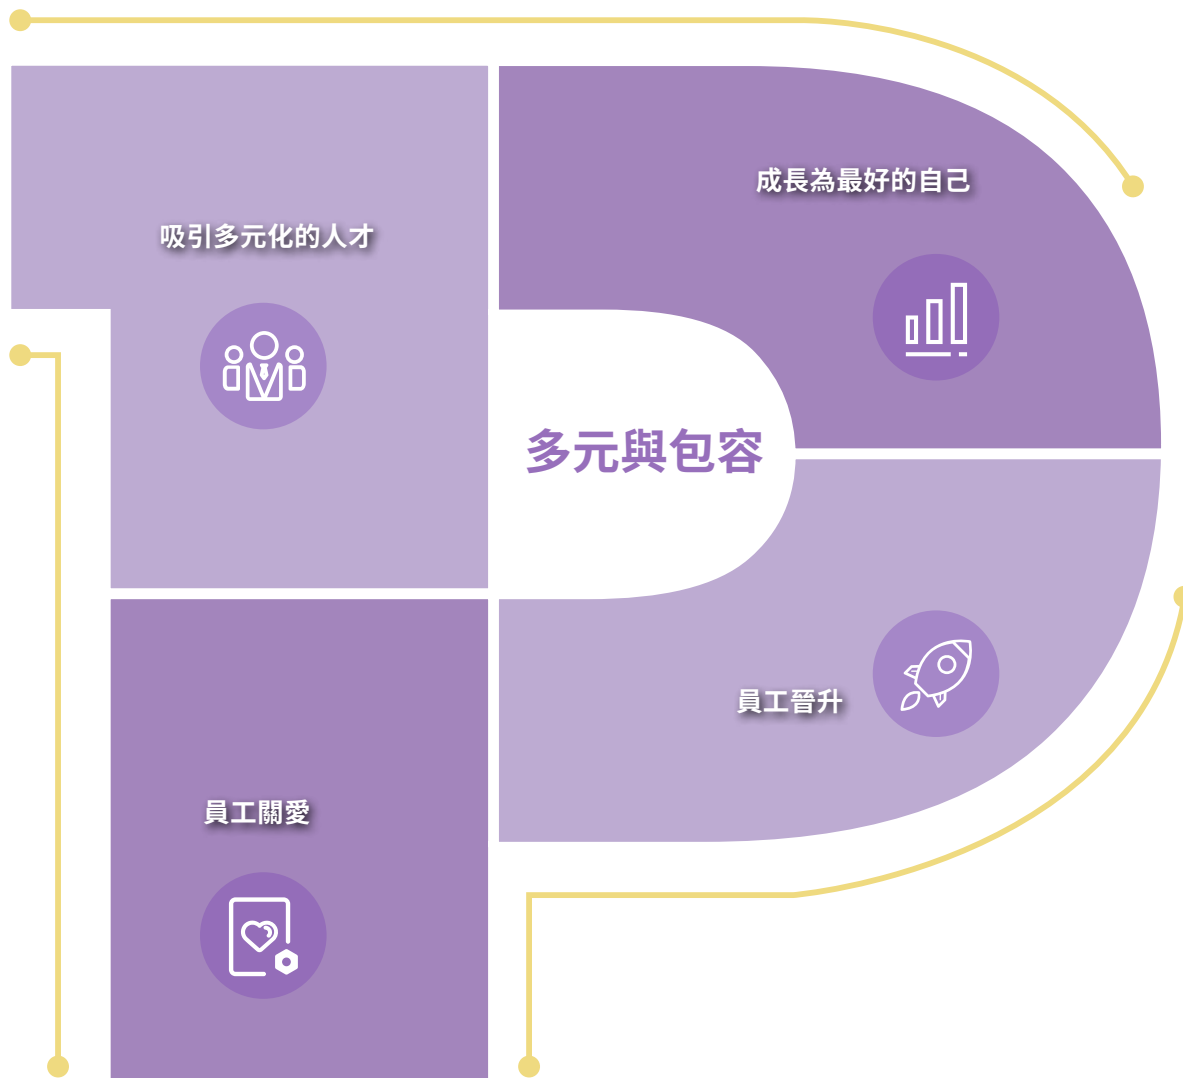 成長為最好的自己
吸引多元化的人才
多元與包容
員工晉升
員工關愛